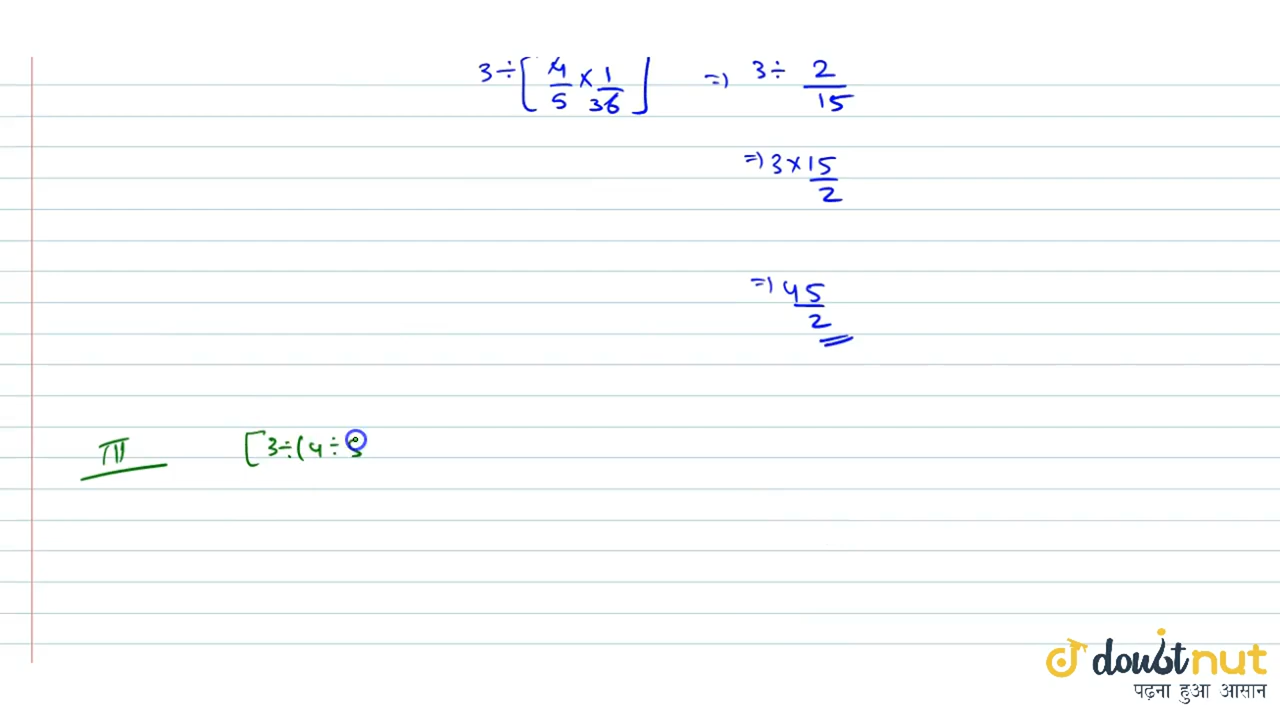 3÷[4/5 × 1/36] => 3÷ 2/15
=> 3×15/2
=> 45/2
III [3÷(4÷5
doubtnut
पढ़ना हुआ आसान